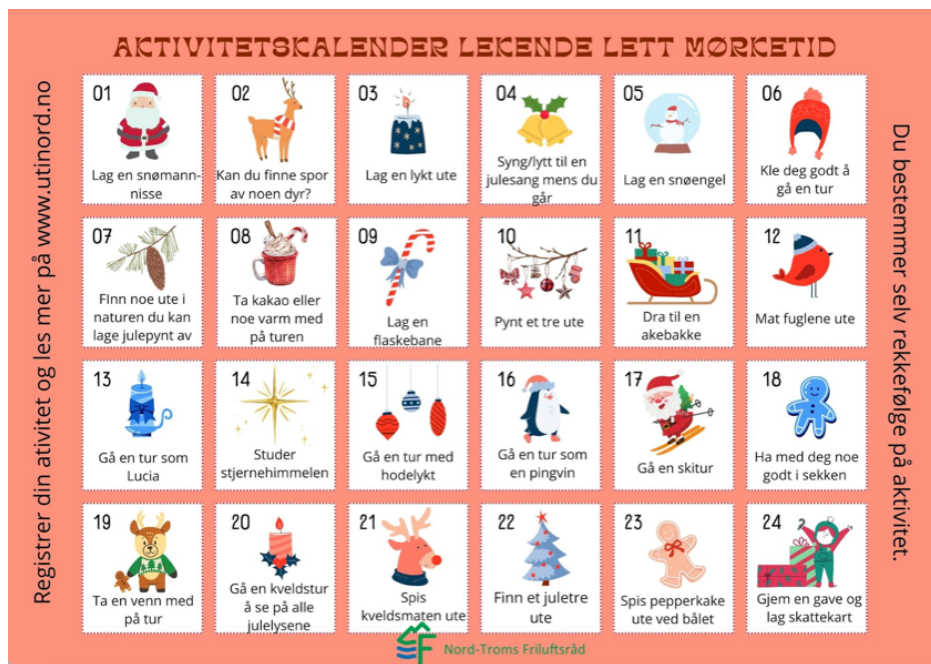 AKTIVITETSKALENDER LEKENDE LETT MØRKETID
Registrer din ativitet og les mer på www.utinord.no
01
Lag en snømann-
nisse
02
Kan du finne spor
av noen dyr?
03
Lag en lykt ute
04
Syng/lytt til en
julesang mens du
går
05
Lag en snøengel
06
Kle deg godt å
gå en tur
07
FInn noe ute i
naturen du kan
lage julepynt av
08
Ta kakao eller
noe varm med
på turen
09
Lag en
flaskebane
10
Pynt et tre ute
11
Dra til en
akebakke
12
Mat fuglene ute
13
Gå en tur som
Lucia
14
Studer
stjernehimmelen
15
Gå en tur med
hodelykt
16
Gå en tur som
en pingvin
17
Gå en skitur
18
Ha med deg noe
godt i sekken
19
Ta en venn med
på tur
20
Gå en kveldstur
å se på alle
julelysene
21
Spis
kveldsmaten ute
22
Finn et juletre
ute
23
Spis pepperkake
ute ved bålet
24
Gjem en gave og
lag skattekart
Du bestemmer selv rekkefølge på aktivitet.
Nord-Troms Friluftsråd